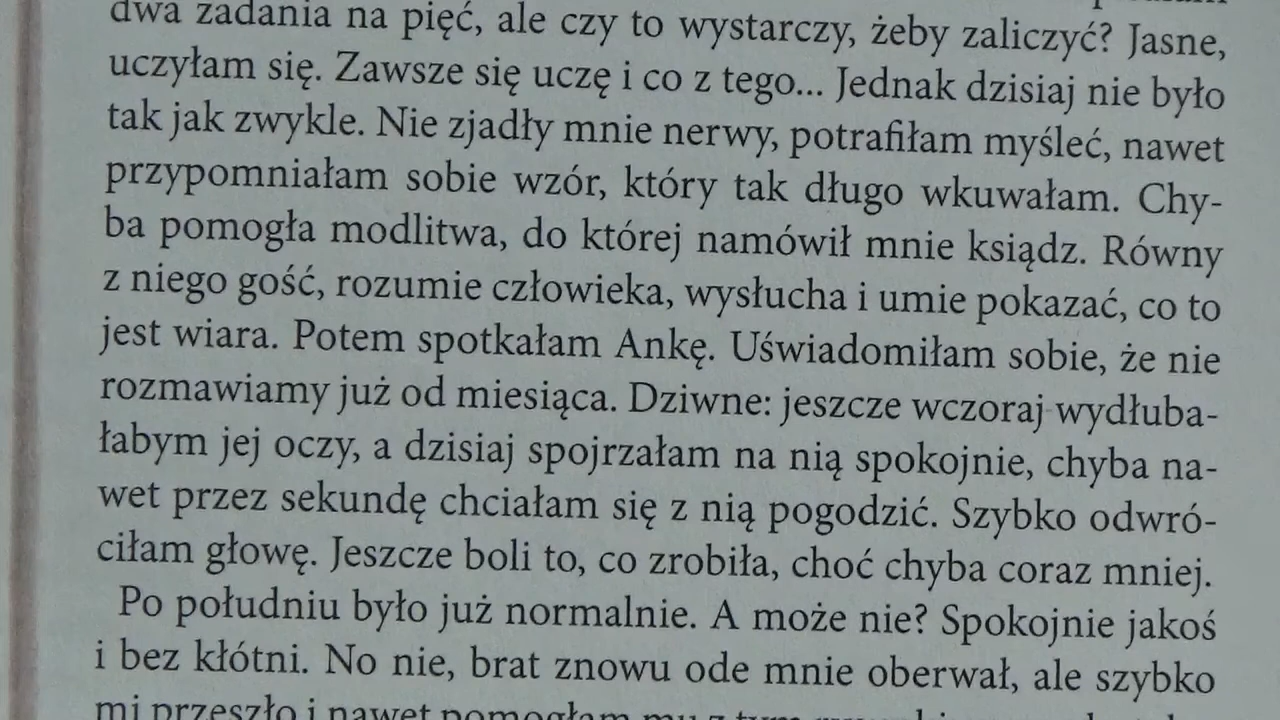 dwa zadania na pięć, ale czy to wystarczy, żeby zaliczyć? Jasne,
uczyłam się. Zawsze się uczę i co z tego... Jednak dzisiaj nie było
tak jak zwykle. Nie zjadły mnie nerwy, potrafiłam myśleć, nawet
przypomniałam sobie wzór, który tak długo wkuwałam. Chy-
ba pomogła modlitwa, do której namówił mnie ksiądz. Równy
z niego gość, rozumie człowieka, wysłucha i umie pokazać, co to
jest wiara. Potem spotkałam Ankę. Uświadomiłam sobie, że nie
rozmawiamy już od miesiąca. Dziwne: jeszcze wczoraj wydłuba-
łabym jej oczy, a dzisiaj spojrzałam na nią spokojnie, chyba na-
wet przez sekundę chciałam się z nią pogodzić. Szybko odwró-
ciłam głowę. Jeszcze boli to, co zrobiła, choć chyba coraz mniej.
Po południu było już normalnie. A może nie? Spokojnie jakoś
i bez kłótni. No nie, brat znowu ode mnie oberwał, ale szybko
mi przeszło i nawet pomogłam mu z tym